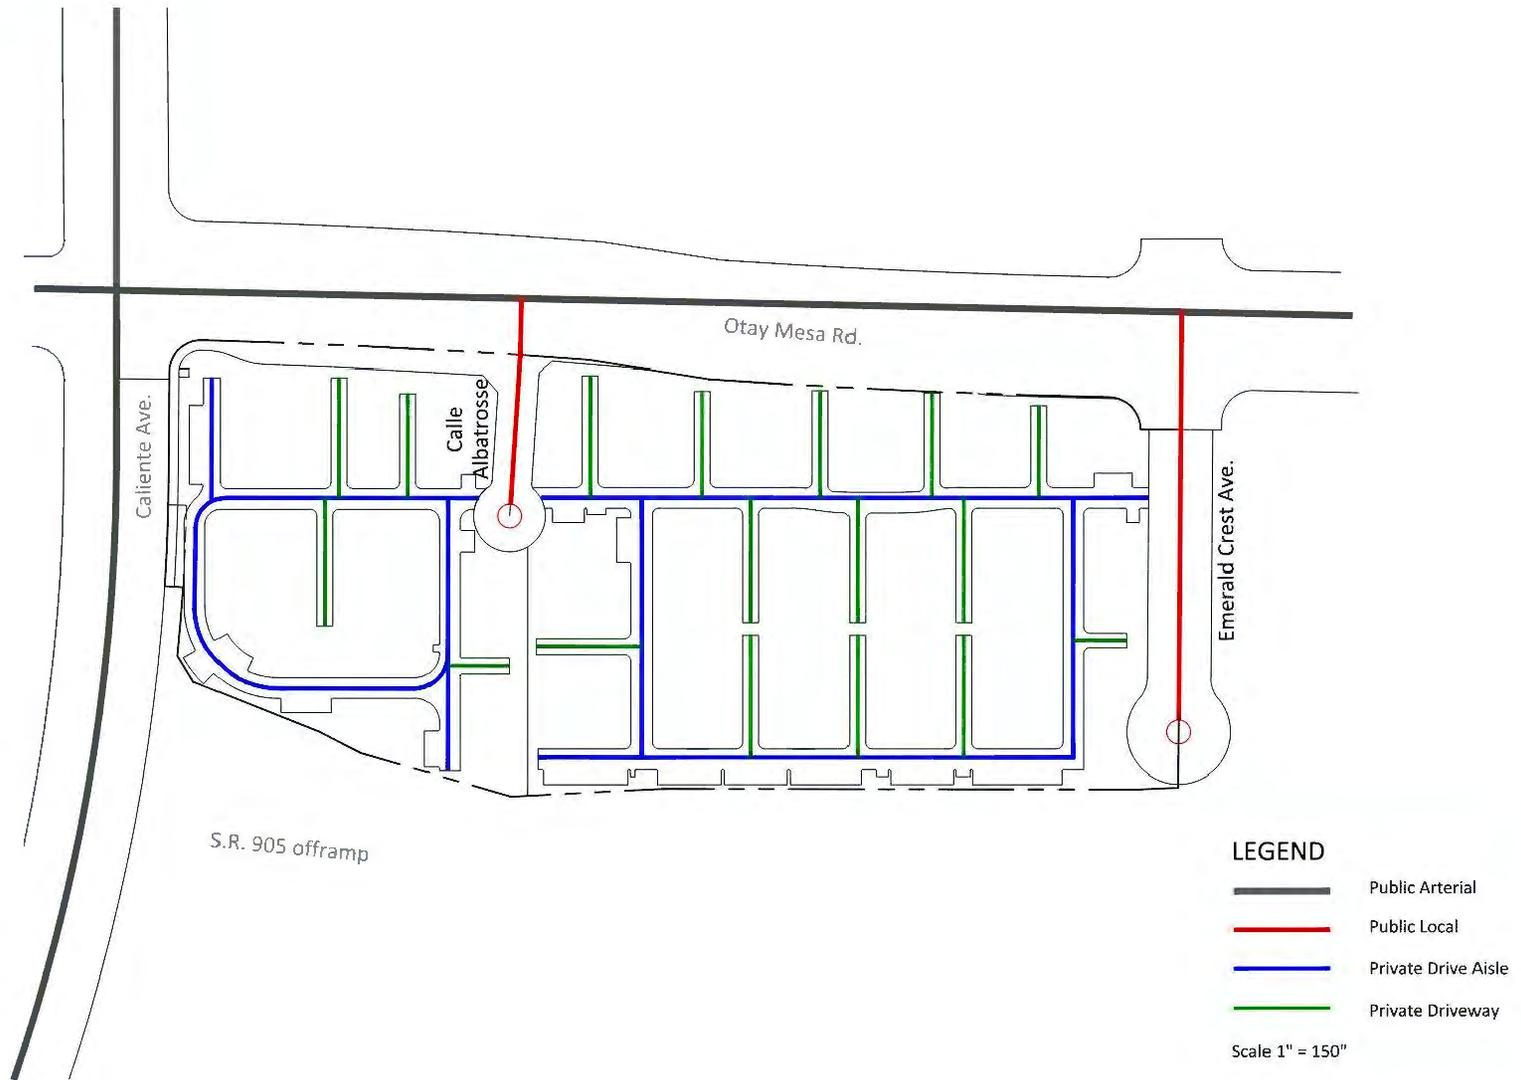 Otay Mesa Rd.
Caliente Ave.
Calle
Albatrosse
Emerald Crest Ave.
S.R. 905 offramp
LEGEND
Public Arterial
Public Local
Private Drive Aisle
Private Driveway
Scale 1" = 150"